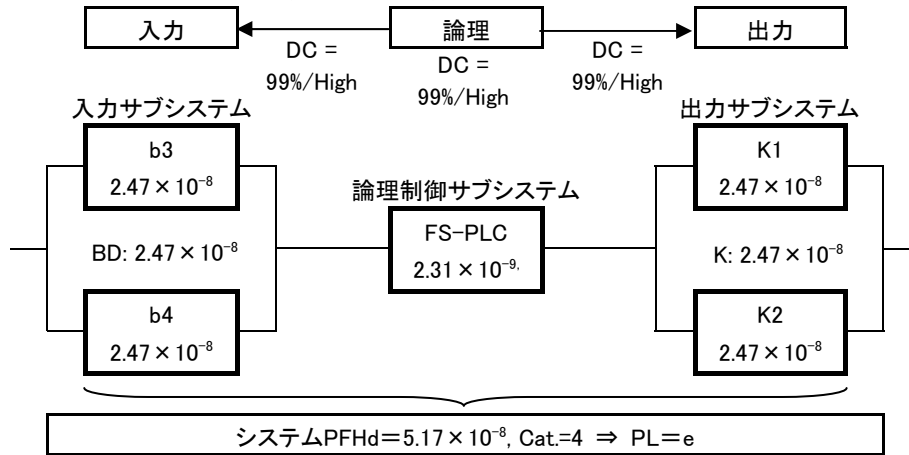 入力
論理
出力
DC =
99%/High
DC =
99%/High
DC =
99%/High
入力サブシステム
出力サブシステム
b3
2.47×10⁻⁸
K1
2.47×10⁻⁸
論理制御サブシステム
BD: 2.47×10⁻⁸
FS-PLC
2.31×10⁻⁹,
K: 2.47×10⁻⁸
b4
2.47×10⁻⁸
K2
2.47×10⁻⁸
システムPFHd＝5.17×10⁻⁸, Cat.=4 ⇒ PL＝e